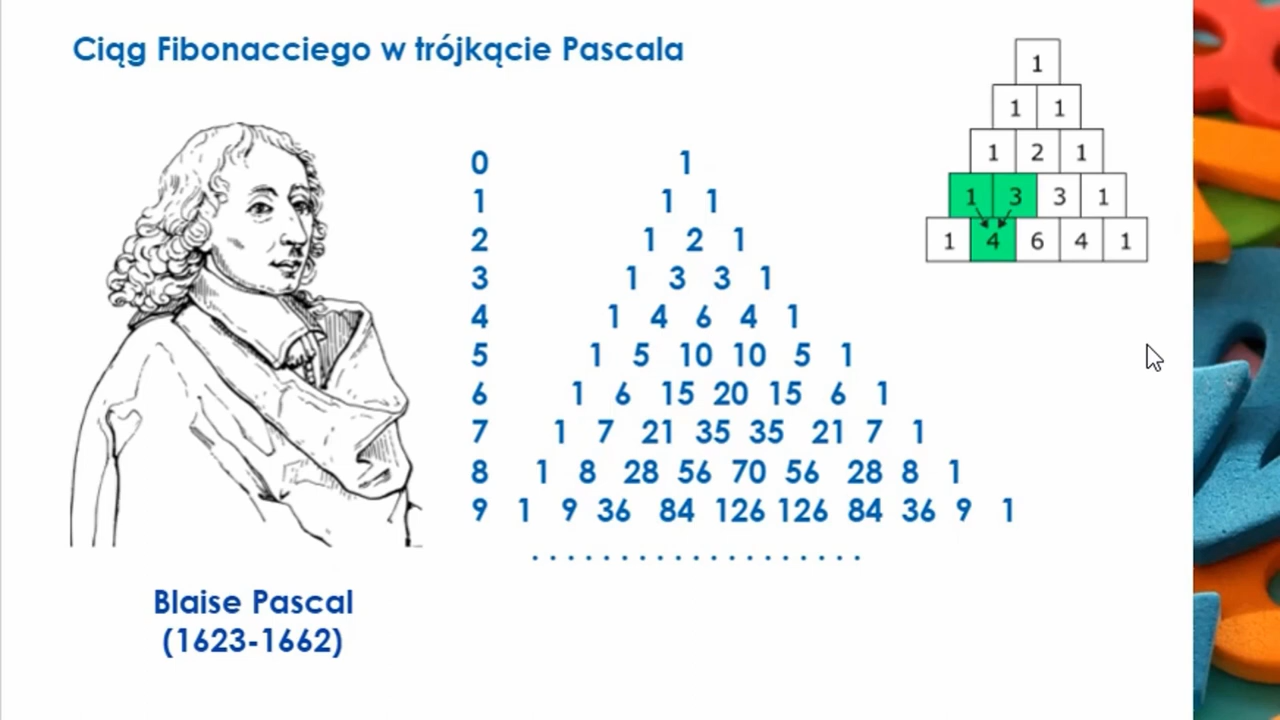 Ciąg Fibonacciego w trójkącie Pascala
0 1
1 1 1
2 1 2 1
3 1 3 3 1
4 1 4 6 4 1
5 1 5 10 10 5 1
6 1 6 15 20 15 6 1
7 1 7 21 35 35 21 7 1
8 1 8 28 56 70 56 28 8 1
9 1 9 36 84 126 126 84 36 9 1
. . . . . . . . . . . . . . . . . . .
1
1 1
1 2 1
1 3 3 1
1 4 6 4 1
Blaise Pascal
(1623-1662)